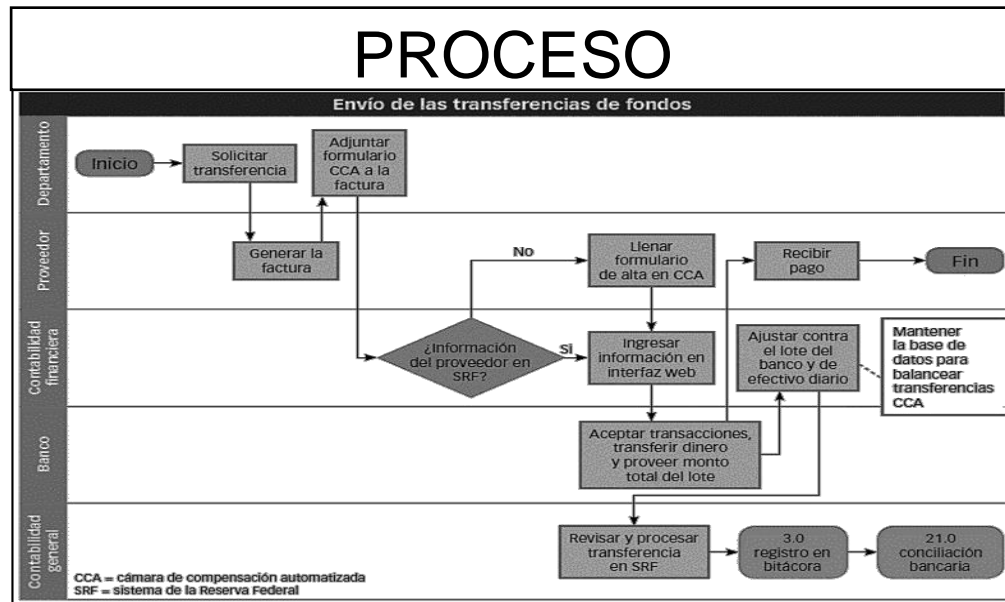 PROCESO
Envío de las transferencias de fondos
Departamento
Inicio
Solicitar
transferencia
Adjuntar
formulario
CCA a la
factura
Proveedor
Generar la
factura
No
Llenar
formulario
de alta en CCA
Recibir
pago
Fin
Contabilidad
financiera
¿Información
del proveedor en
SRF?
Si
Ingresar
información en
interfaz web
Ajustar contra
el lote del
banco y de
efectivo diario
Mantener
la base de
datos para
balancear
transferencias
CCA
Banco
Aceptar transacciones,
transferir dinero
y proveer monto
total del lote
Contabilidad
general
Revisar y procesar
transferencia
en SRF
3.0
registro en
bitácora
21.0
conciliación
bancaria
CCA = cámara de compensación automatizada
SRF = sistema de la Reserva Federal